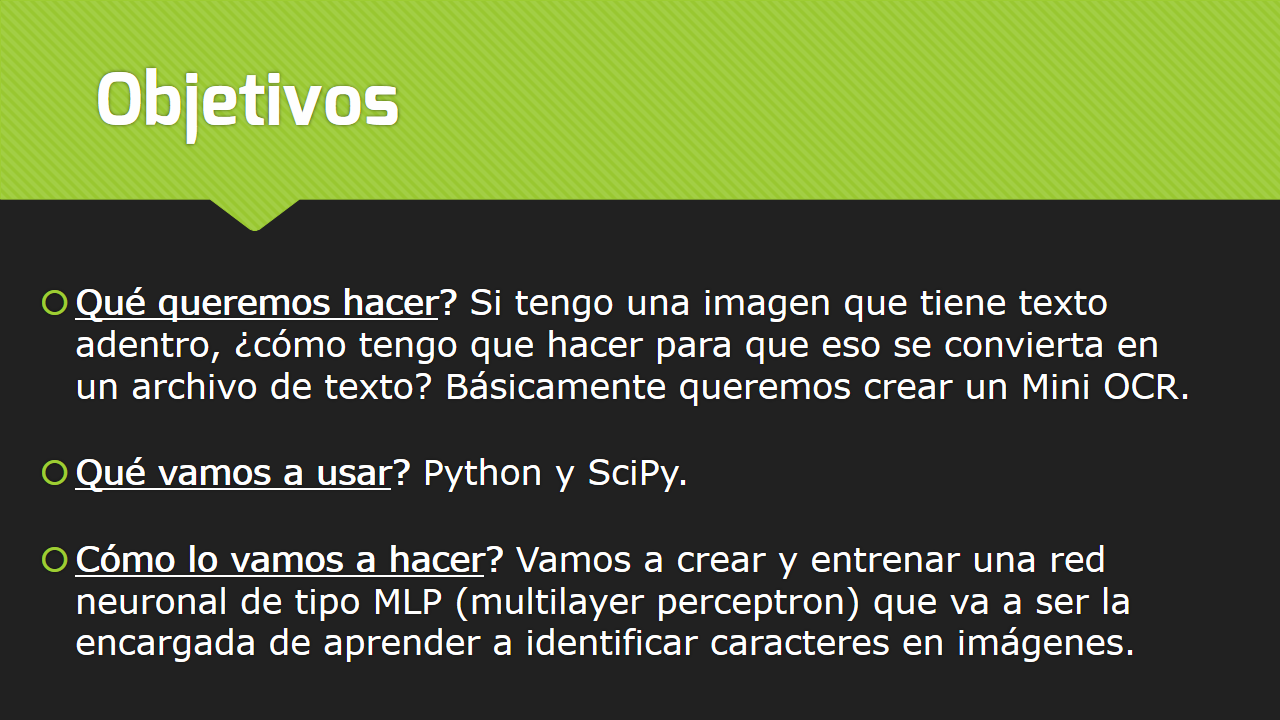 Objetivos
Qué queremos hacer? Si tengo una imagen que tiene texto
adentro, ¿cómo tengo que hacer para que eso se convierta en
un archivo de texto? Básicamente queremos crear un Mini OCR.
Qué vamos a usar? Python y SciPy.
Cómo lo vamos a hacer? Vamos a crear y entrenar una red
neuronal de tipo MLP (multilayer perceptron) que va a ser la
encargada de aprender a identificar caracteres en imágenes.